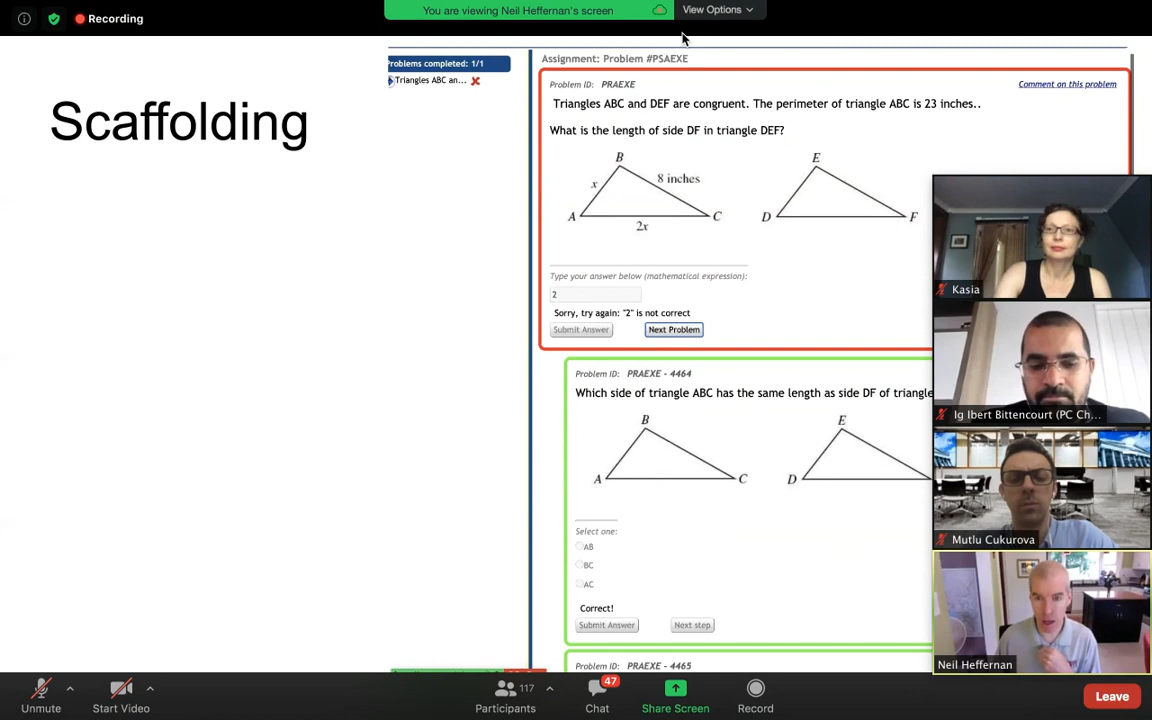 You are viewing Neil Heffernan's screen
View Options
Recording
Scaffolding
Problems completed: 1/1
Triangles ABC an...
Assignment: Problem #PSAEXE
Problem ID: PRAEXE
Comment on this problem
Triangles ABC and DEF are congruent. The perimeter of triangle ABC is 23 inches..
What is the length of side DF in triangle DEF?
B
E
x
8 inches
A
C
D
F
2x
Type your answer below (mathematical expression):
2
Sorry, try again: "2" is not correct
Submit Answer
Next Problem
Problem ID: PRAEXE - 4464
Which side of triangle ABC has the same length as side DF of triangle
B
E
A
C
D
Select one:
AB
BC
AC
Correct!
Submit Answer
Next step
Problem ID: PRAEXE - 4465
Kasia
Ig Ibert Bittencourt (PC Ch...
Mutlu Cukurova
Neil Heffernan
Unmute
Start Video
117
Participants
47
Chat
Share Screen
Record
Leave